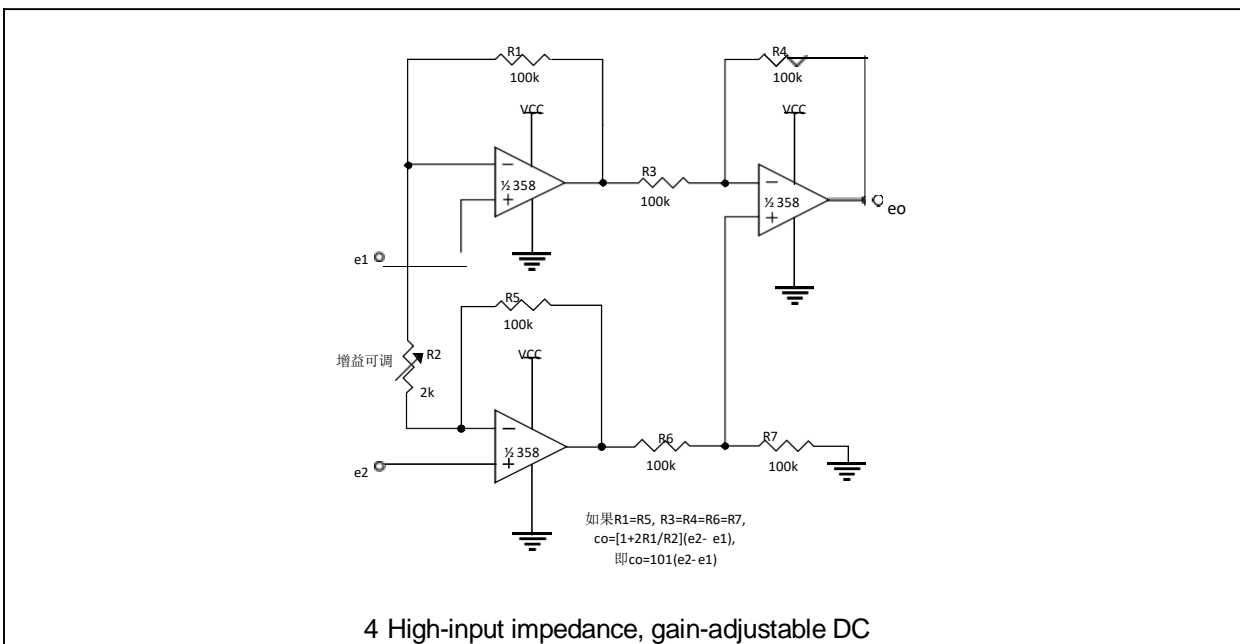 R1
100k
R4
100k
VCC
VCC
R3
100k
½ 358
½ 358
eo
e1
R5
100k
增益可调
R2
2k
VCC
R6
100k
R7
100k
½ 358
e2
如果R1=R5, R3=R4=R6=R7,
co=[1+2R1/R2](e2- e1),
即co=101(e2-e1)
4 High-input impedance, gain-adjustable DC